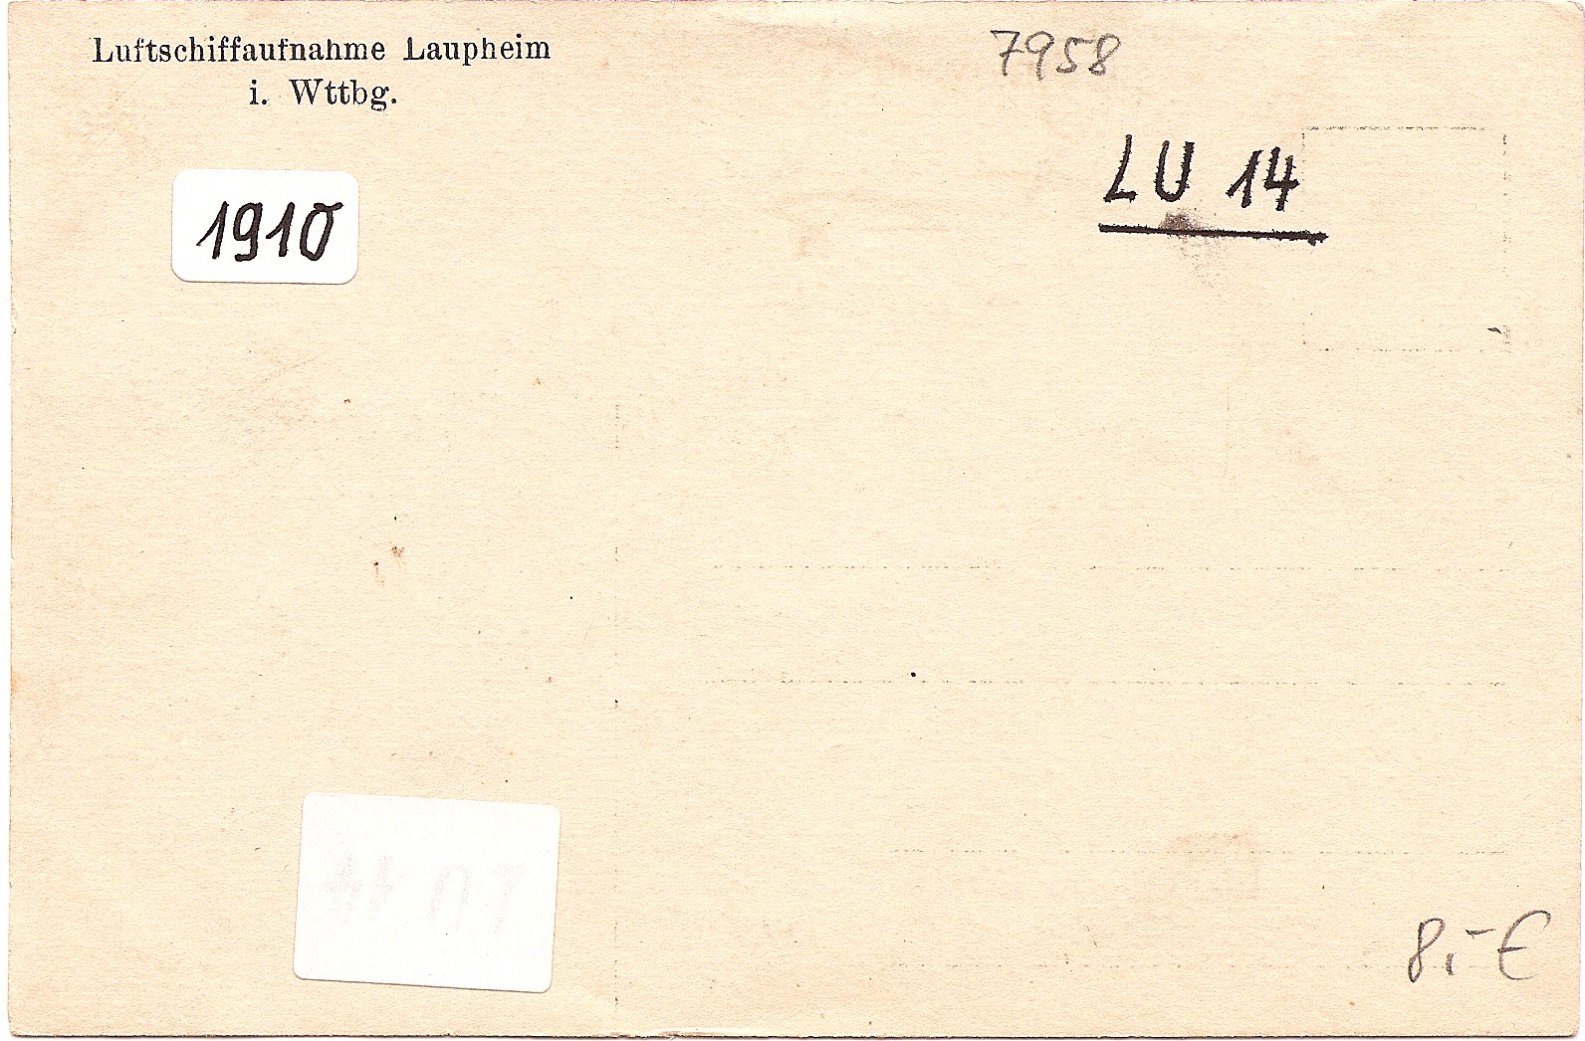 Luftschiffaufnahme Laupheim
i. Wttbg.
7958
LU 14
1910
8,- €